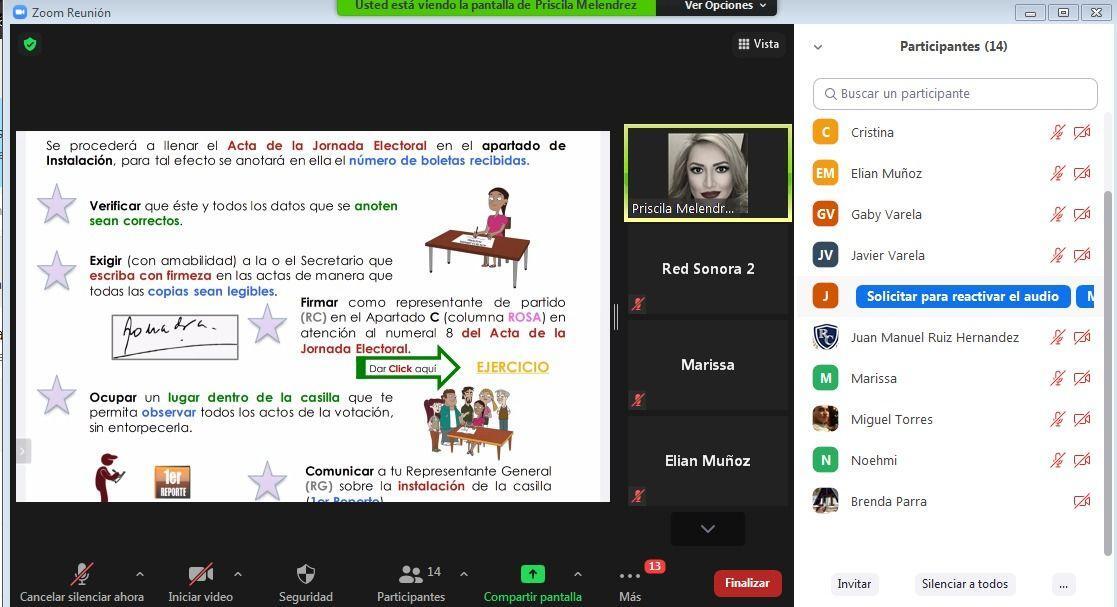 Zoom Reunión
Usted está viendo la pantalla de Priscila Melendrez
Ver Opciones
Vista
Se procederá a llenar el Acta de la Jornada Electoral en el apartado de
Instalación, para tal efecto se anotará en ella el número de boletas recibidas.
Verificar que éste y todos los datos que se anoten
sean correctos.
Exigir (con amabilidad) a la o el Secretario que
escriba con firmeza en las actas de manera que
todas las copias sean legibles.
Firmar como representante de partido
(RC) en el Apartado C (columna ROSA) en
atención al numeral 8 del Acta de la
Jornada Electoral.
Dar Click aquí
EJERCICIO
Ocupar un lugar dentro de la casilla que te
permita observar todos los actos de la votación,
sin entorpecerla.
1er
REPORTE
Comunicar a tu Representante General
(RG) sobre la instalación de la casilla
(1er Reporte)
Priscila Melendr...
Red Sonora 2
Marissa
Elian Muñoz
Participantes (14)
Buscar un participante
C Cristina
EM Elian Muñoz
GV Gaby Varela
JV Javier Varela
J Solicitar para reactivar el audio M
RC Juan Manuel Ruiz Hernandez
M Marissa
Miguel Torres
N Noehmi
Brenda Parra
Invitar
Silenciar a todos
...
Cancelar silenciar ahora
Iniciar video
Seguridad
14
Participantes
Compartir pantalla
13
Más
Finalizar